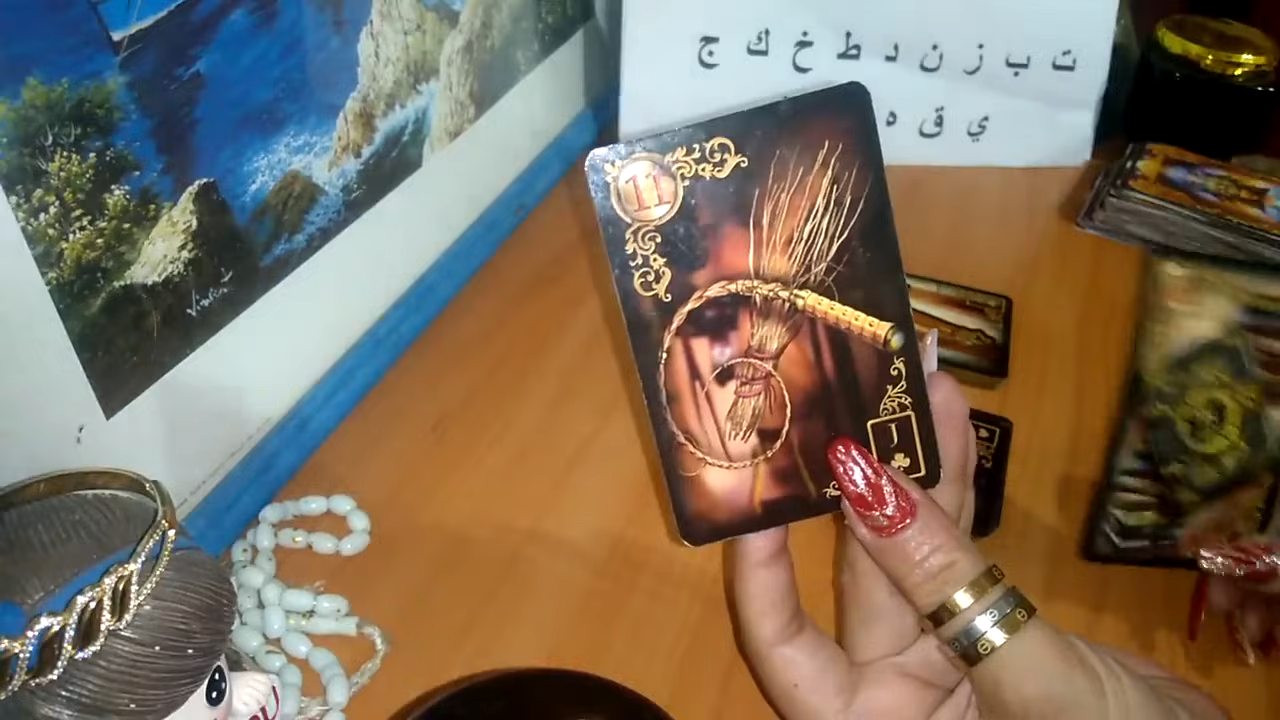 ت ب ز ن د ط خ ك ج
ي ق ه
11
J